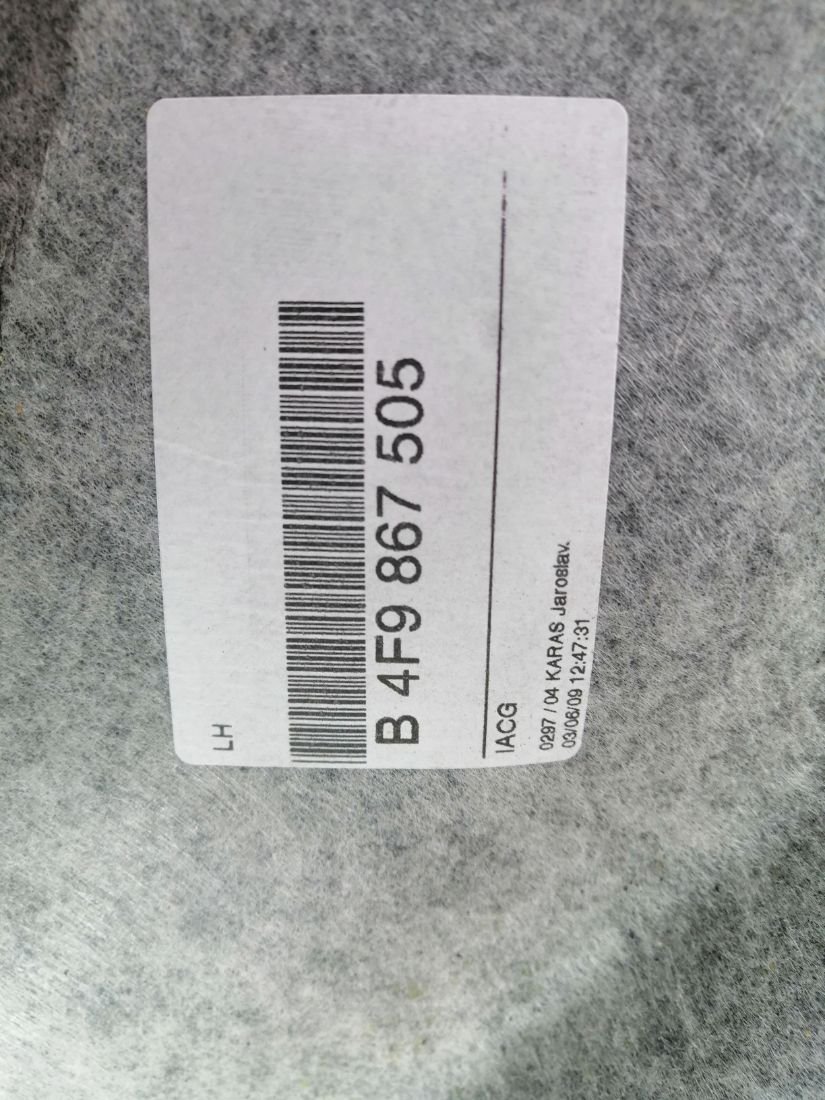 LH
B 4F9 867 505
IACG
0297 / 04 KARAS Jaroslav.
03/06/09 12:47:31